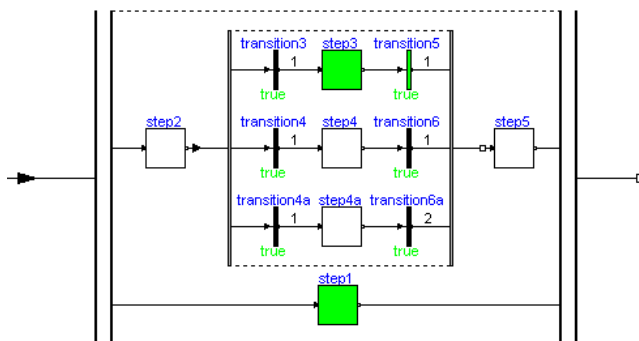 transition3 step3 transition5
1 1
true true
step2 transition4 step4 transition6 step5
1 1
true true
transition4a step4a transition6a
1 2
true true
step1